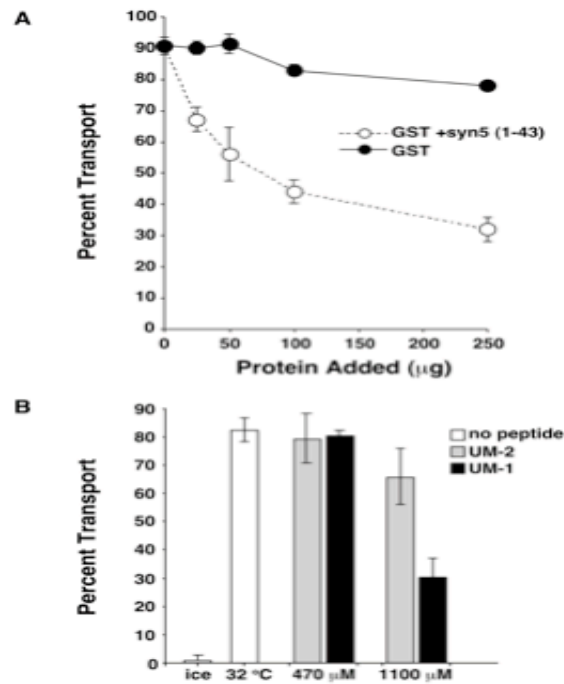 A
100
90
80
70
60
50
40
30
20
10
0
Percent Transport
GST +syn5 (1-43)
GST
0 50 100 150 200 250
Protein Added (µg)
B
90
80
70
60
50
40
30
20
10
0
Percent Transport
no peptide
UM-2
UM-1
ice 32 °C 470 µM 1100 µM